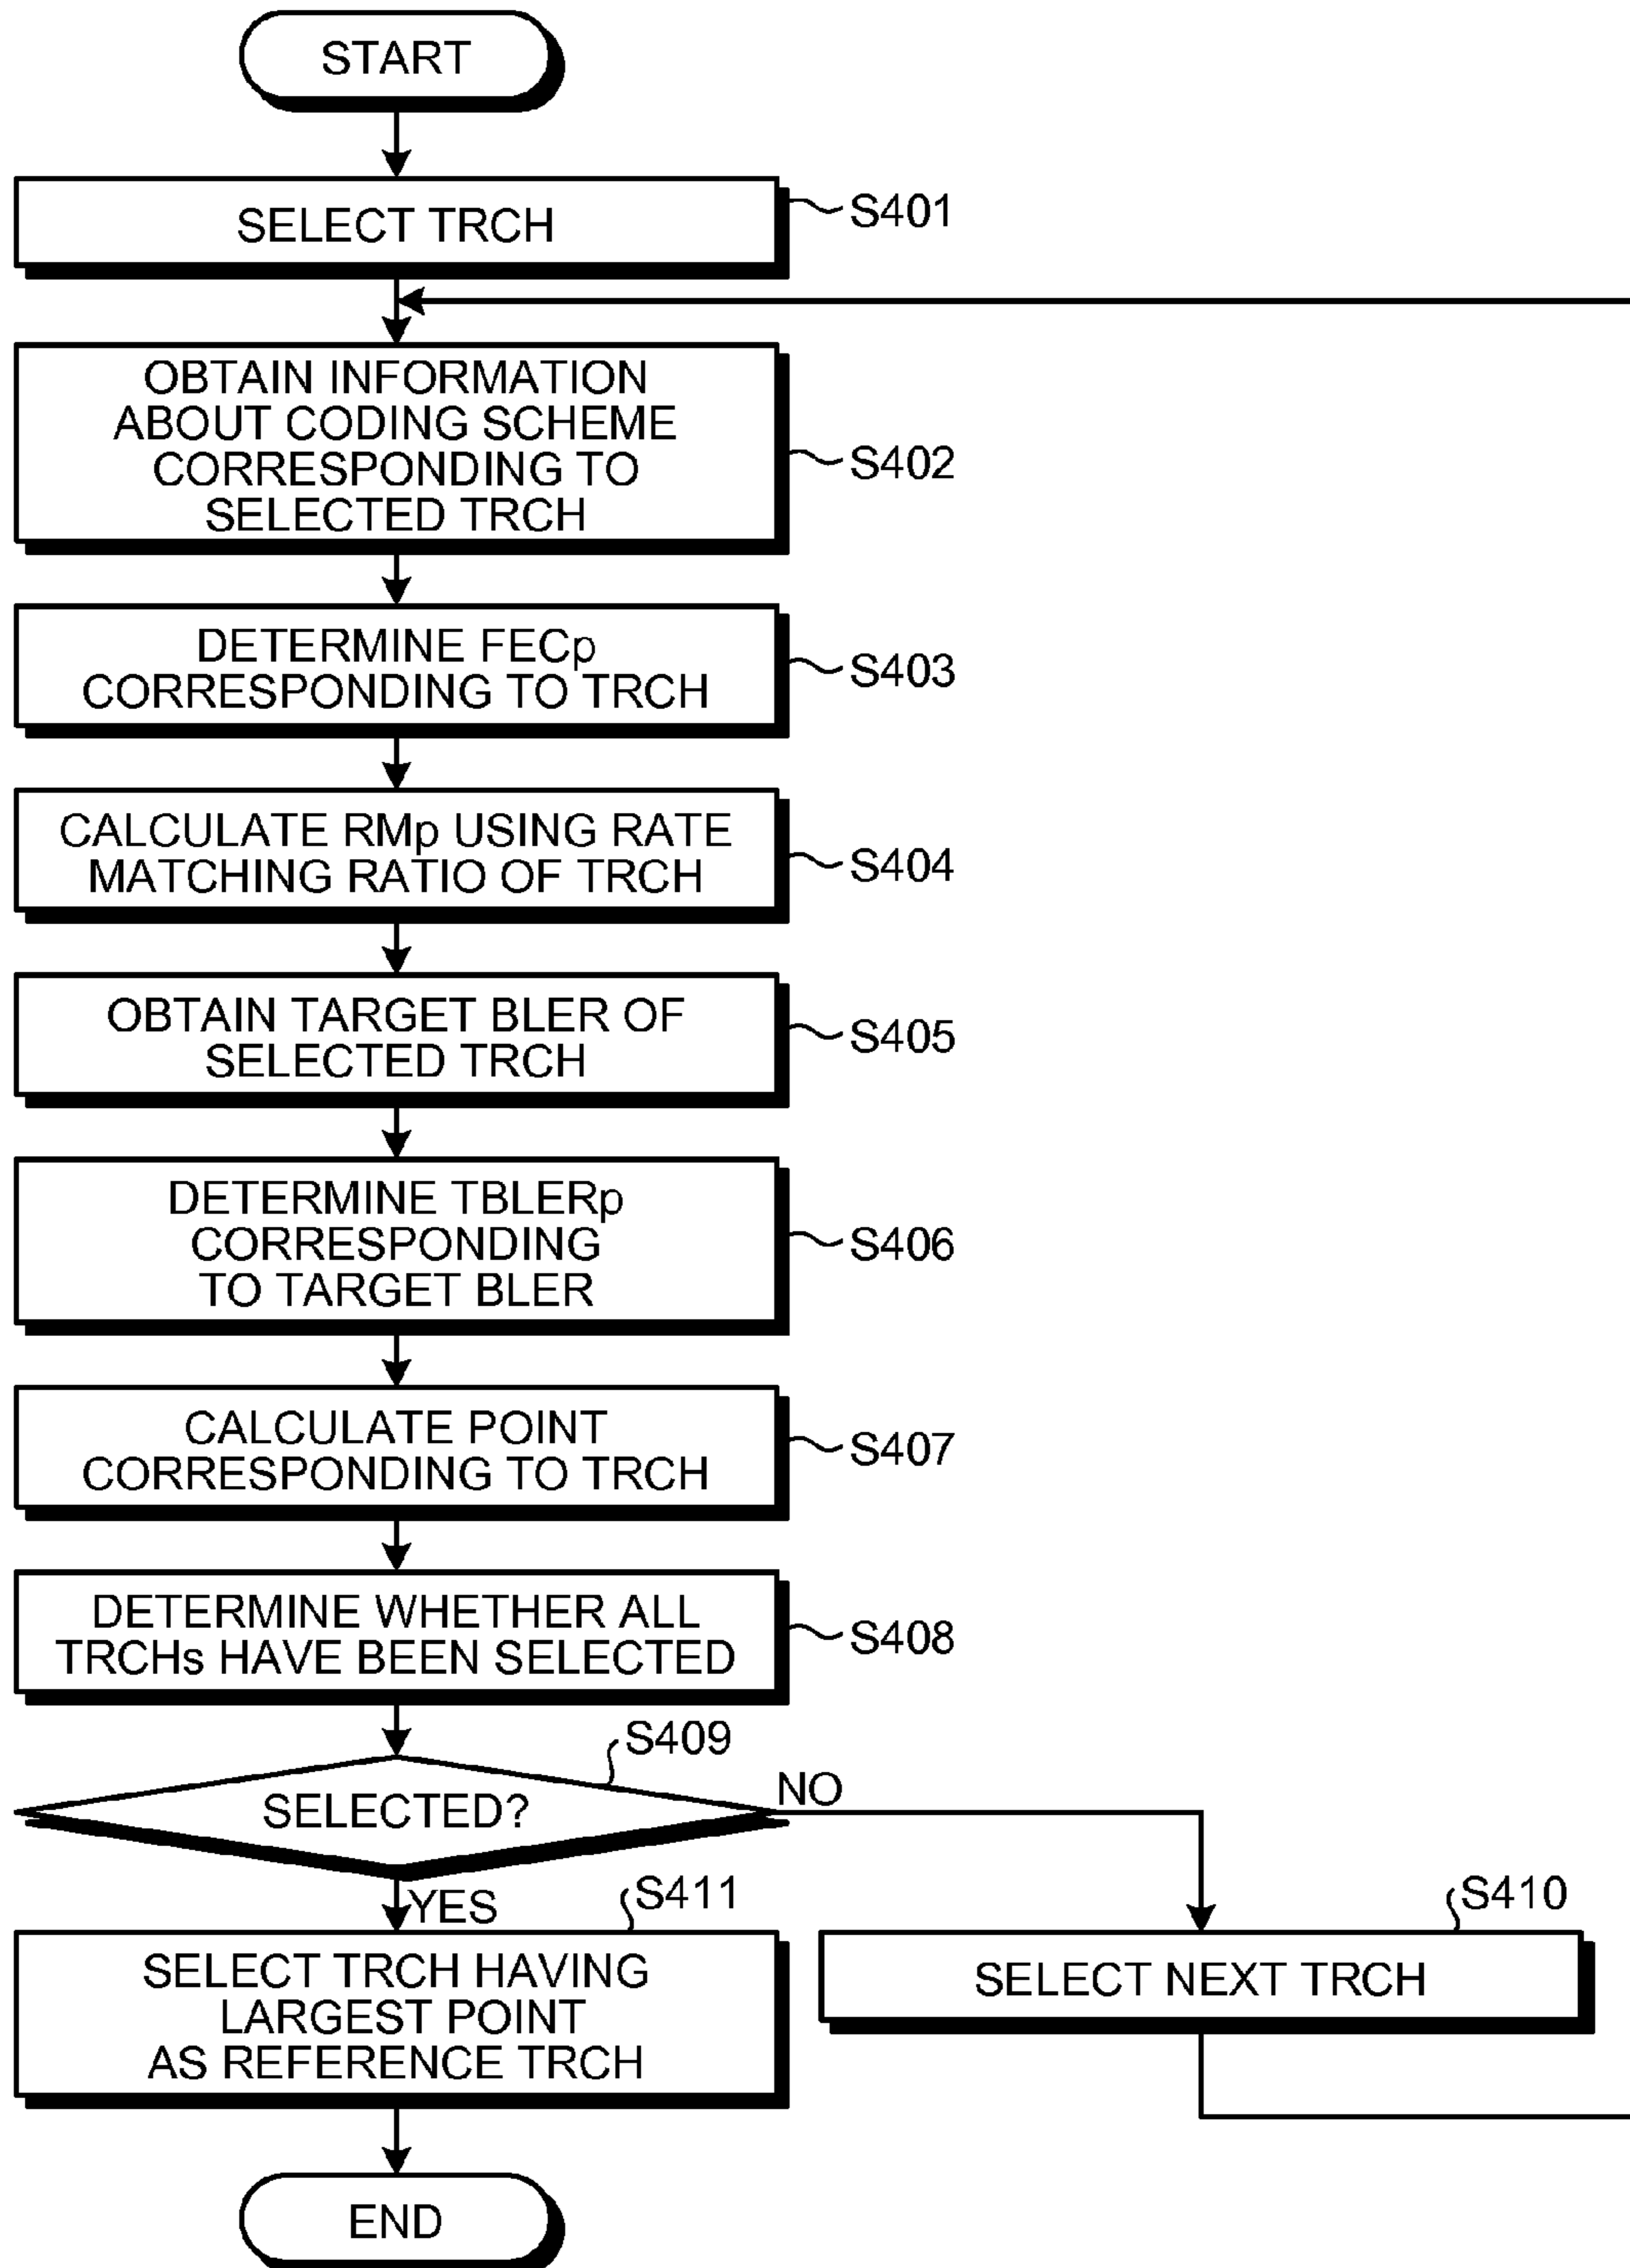 START
SELECT TRCH
S401
OBTAIN INFORMATION
ABOUT CODING SCHEME
CORRESPONDING TO
SELECTED TRCH
S402
DETERMINE FECp
CORRESPONDING TO TRCH
S403
CALCULATE RMp USING RATE
MATCHING RATIO OF TRCH
S404
OBTAIN TARGET BLER OF
SELECTED TRCH
S405
DETERMINE TBLERp
CORRESPONDING
TO TARGET BLER
S406
CALCULATE POINT
CORRESPONDING TO TRCH
S407
DETERMINE WHETHER ALL
TRCHs HAVE BEEN SELECTED
S408
S409
SELECTED?
NO
YES
S411
SELECT TRCH HAVING
LARGEST POINT
AS REFERENCE TRCH
S410
SELECT NEXT TRCH
END